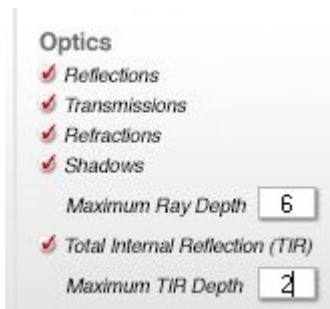 Optics
Reflections
Transmissions
Refractions
Shadows
Maximum Ray Depth 6
Total Internal Reflection (TIR)
Maximum TIR Depth 2